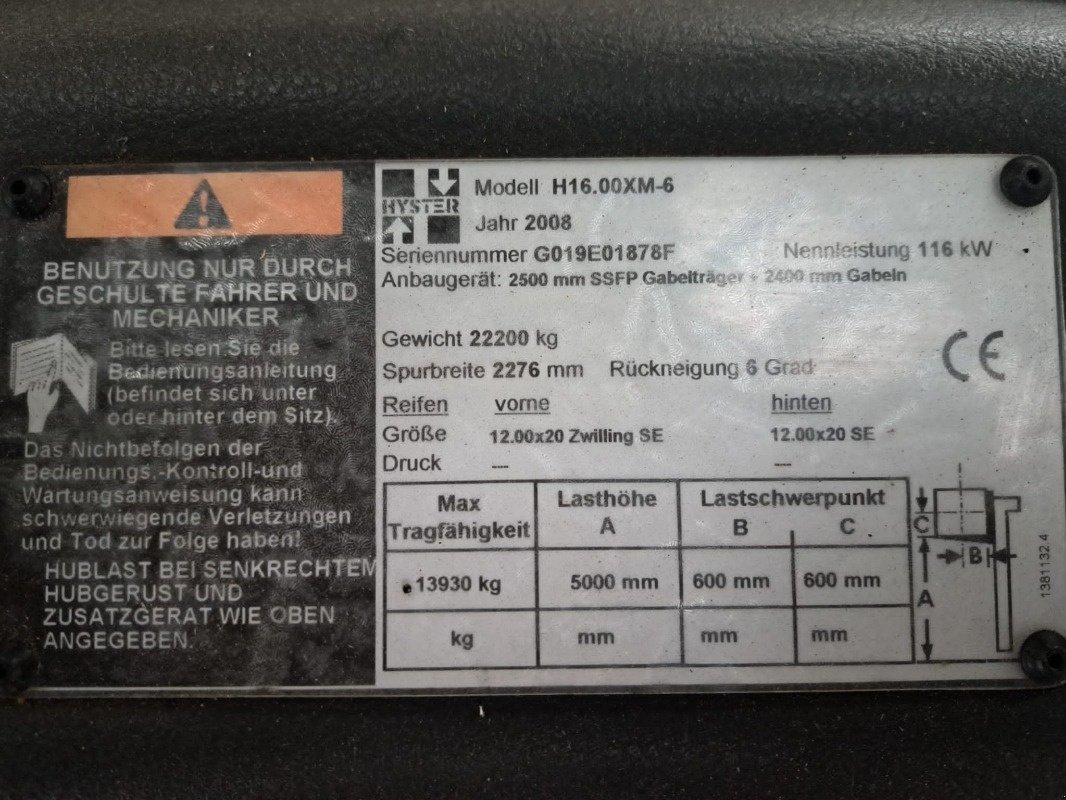 BENUTZUNG NUR DURCH
GESCHULTE FAHRER UND
MECHANIKER
Bitte lesen Sie die
Bedienungsanleitung
(befindet sich unter
oder hinter dem Sitz).
Das Nichtbefolgen der
Bedienungs.-Kontroll-und
Wartungsanweisung kann
schwerwiegende Verletzungen
und Tod zur Folge haben!
HUBLAST BEI SENKRECHTEM
HUBGERUST UND
ZUSATZGERAT WIE OBEN
ANGEGEBEN.
HYSTER
Modell H16.00XM-6
Jahr 2008
Seriennummer G019E01878F Nennleistung 116 kW
Anbaugerät: 2500 mm SSFP Gabelträger + 2400 mm Gabeln
Gewicht 22200 kg
CE
Spurbreite 2276 mm Rückneigung 6 Grad
Reifen vorne hinten
Größe 12.00x20 Zwilling SE 12.00x20 SE
Druck --- ---
Max Tragfähigkeit Lasthöhe A Lastschwerpunkt B C
13930 kg 5000 mm 600 mm 600 mm
kg mm mm mm
C
B
A
1381132 4